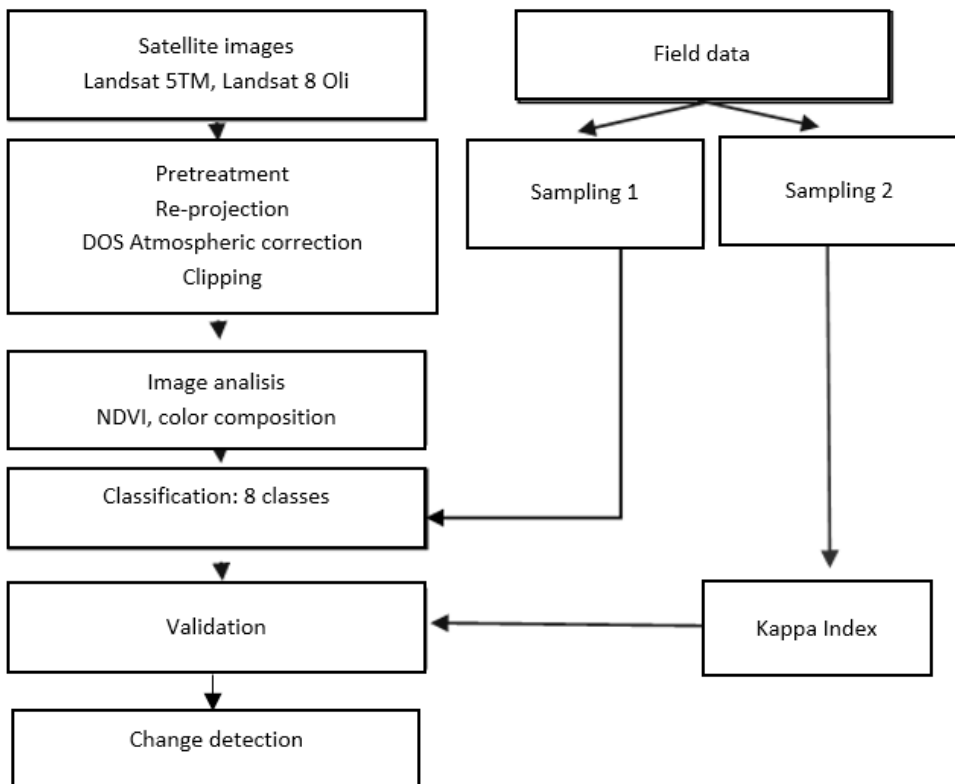 Satellite images
Landsat 5TM, Landsat 8 Oli
Field data
Pretreatment
Re-projection
DOS Atmospheric correction
Clipping
Sampling 1
Sampling 2
Image analisis
NDVI, color composition
Classification: 8 classes
Validation
Kappa Index
Change detection